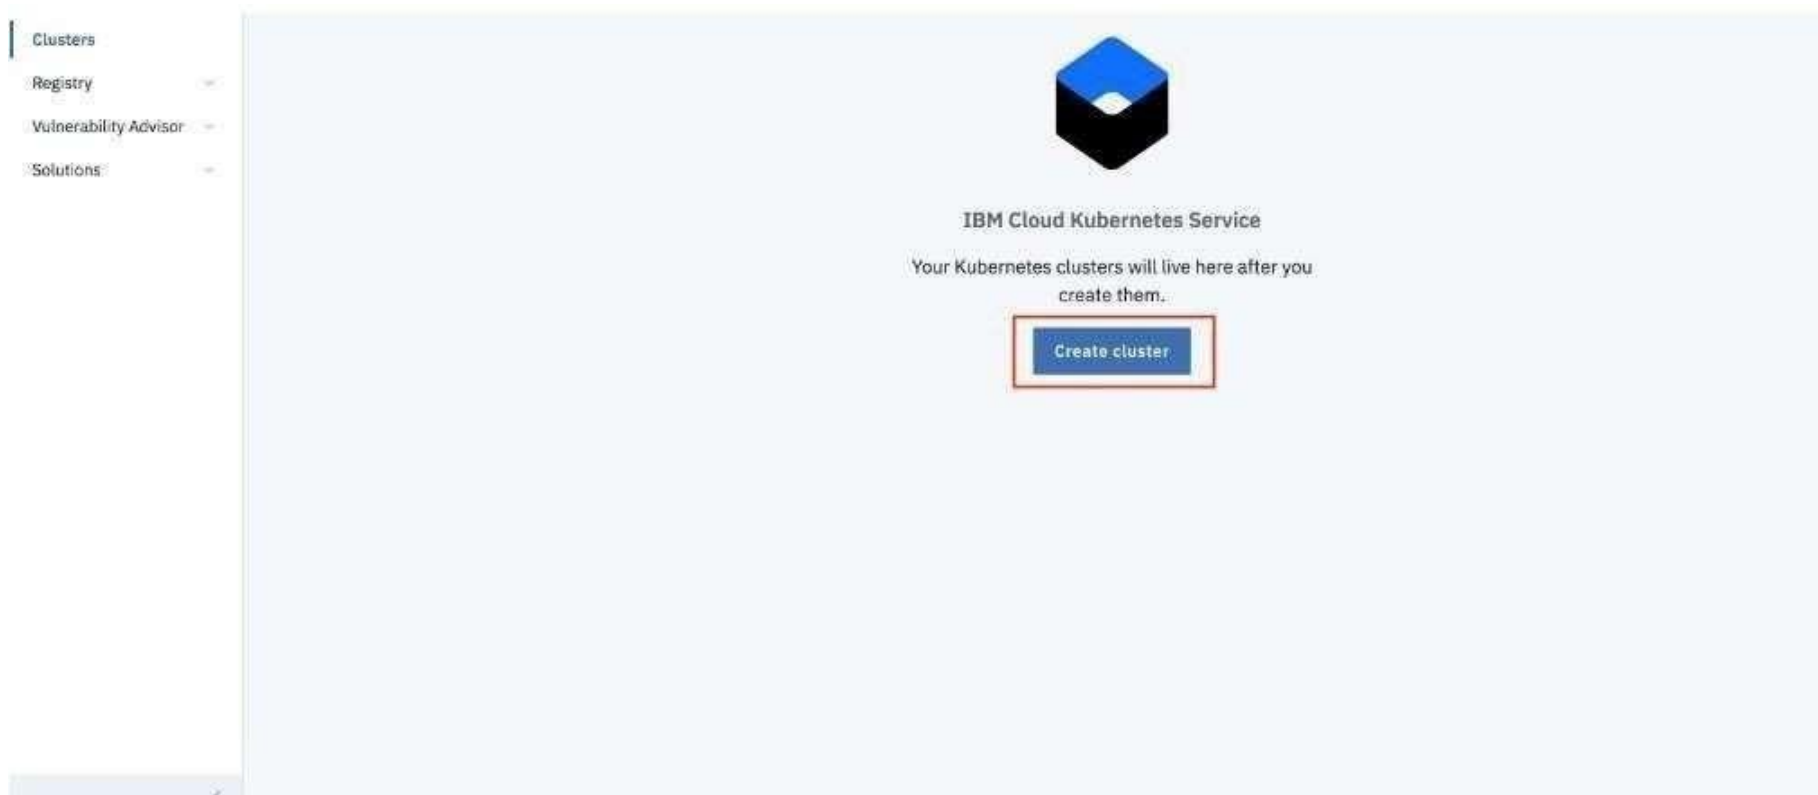 Clusters
Registry
Vulnerability Advisor
Solutions
IBM Cloud Kubernetes Service
Your Kubernetes clusters will live here after you
create them.
Create cluster